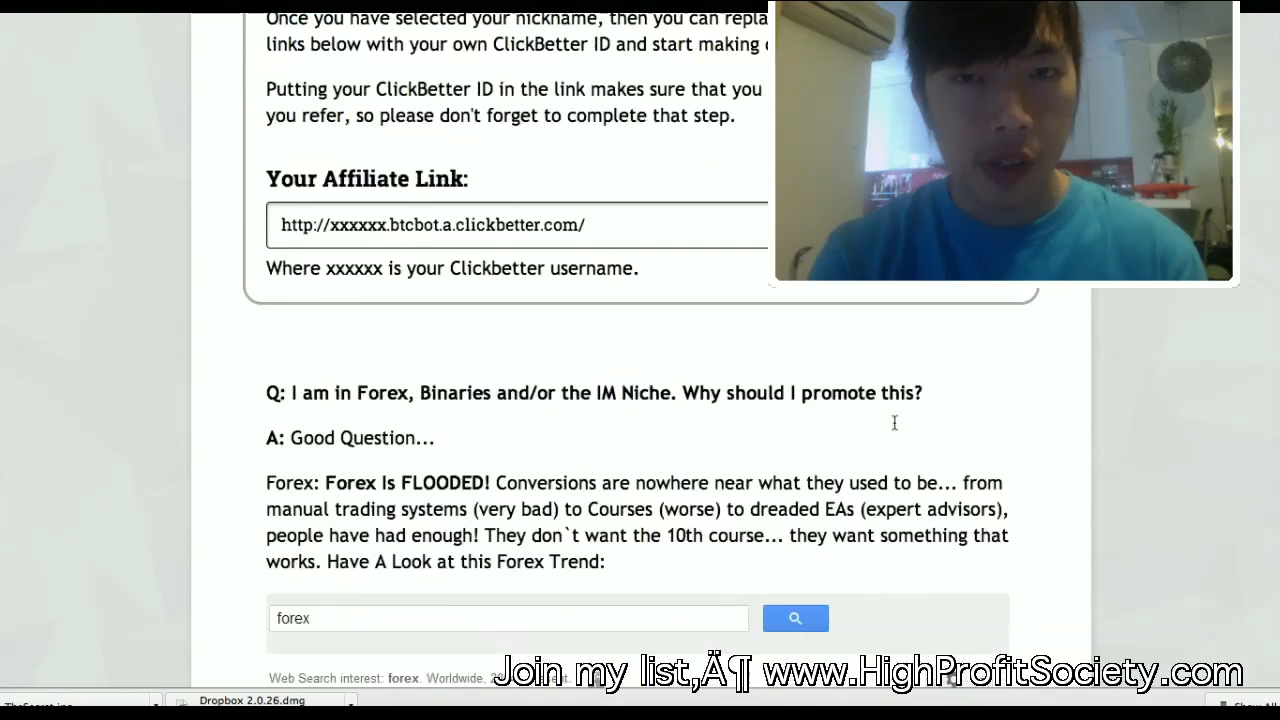 Once you have selected your nickname, then you can repla
links below with your own ClickBetter ID and start making
Putting your ClickBetter ID in the link makes sure that you
you refer, so please don't forget to complete that step.
Your Affiliate Link:
http://xxxxxx.btcbot.a.clickbetter.com/
Where xxxxxx is your Clickbetter username.
Q: I am in Forex, Binaries and/or the IM Niche. Why should I promote this?
A: Good Question...
Forex: Forex Is FLOODED! Conversions are nowhere near what they used to be... from
manual trading systems (very bad) to Courses (worse) to dreaded EAs (expert advisors),
people have had enough! They don`t want the 10th course... they want something that
works. Have A Look at this Forex Trend:
forex
Web Search interest: forex. Worldwide,
Join my list‚Ä¶ www.HighProfitSociety.com
Dropbox 2.0.26.dmg